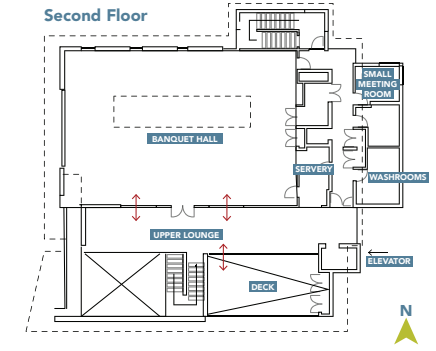 Second Floor
SMALL
MEETING
ROOM
BANQUET HALL
SERVERY
WASHROOMS
UPPER LOUNGE
ELEVATOR
DECK
N